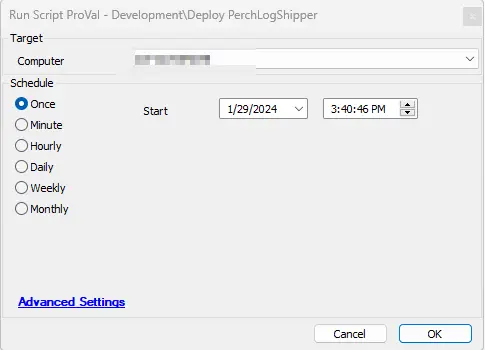 Run Script ProVal - Development\Deploy PerchLogShipper
x
Target
Computer
Schedule
Once
Start
1/29/2024
3:40:46 PM
Minute
Hourly
Daily
Weekly
Monthly
Advanced Settings
Cancel
OK